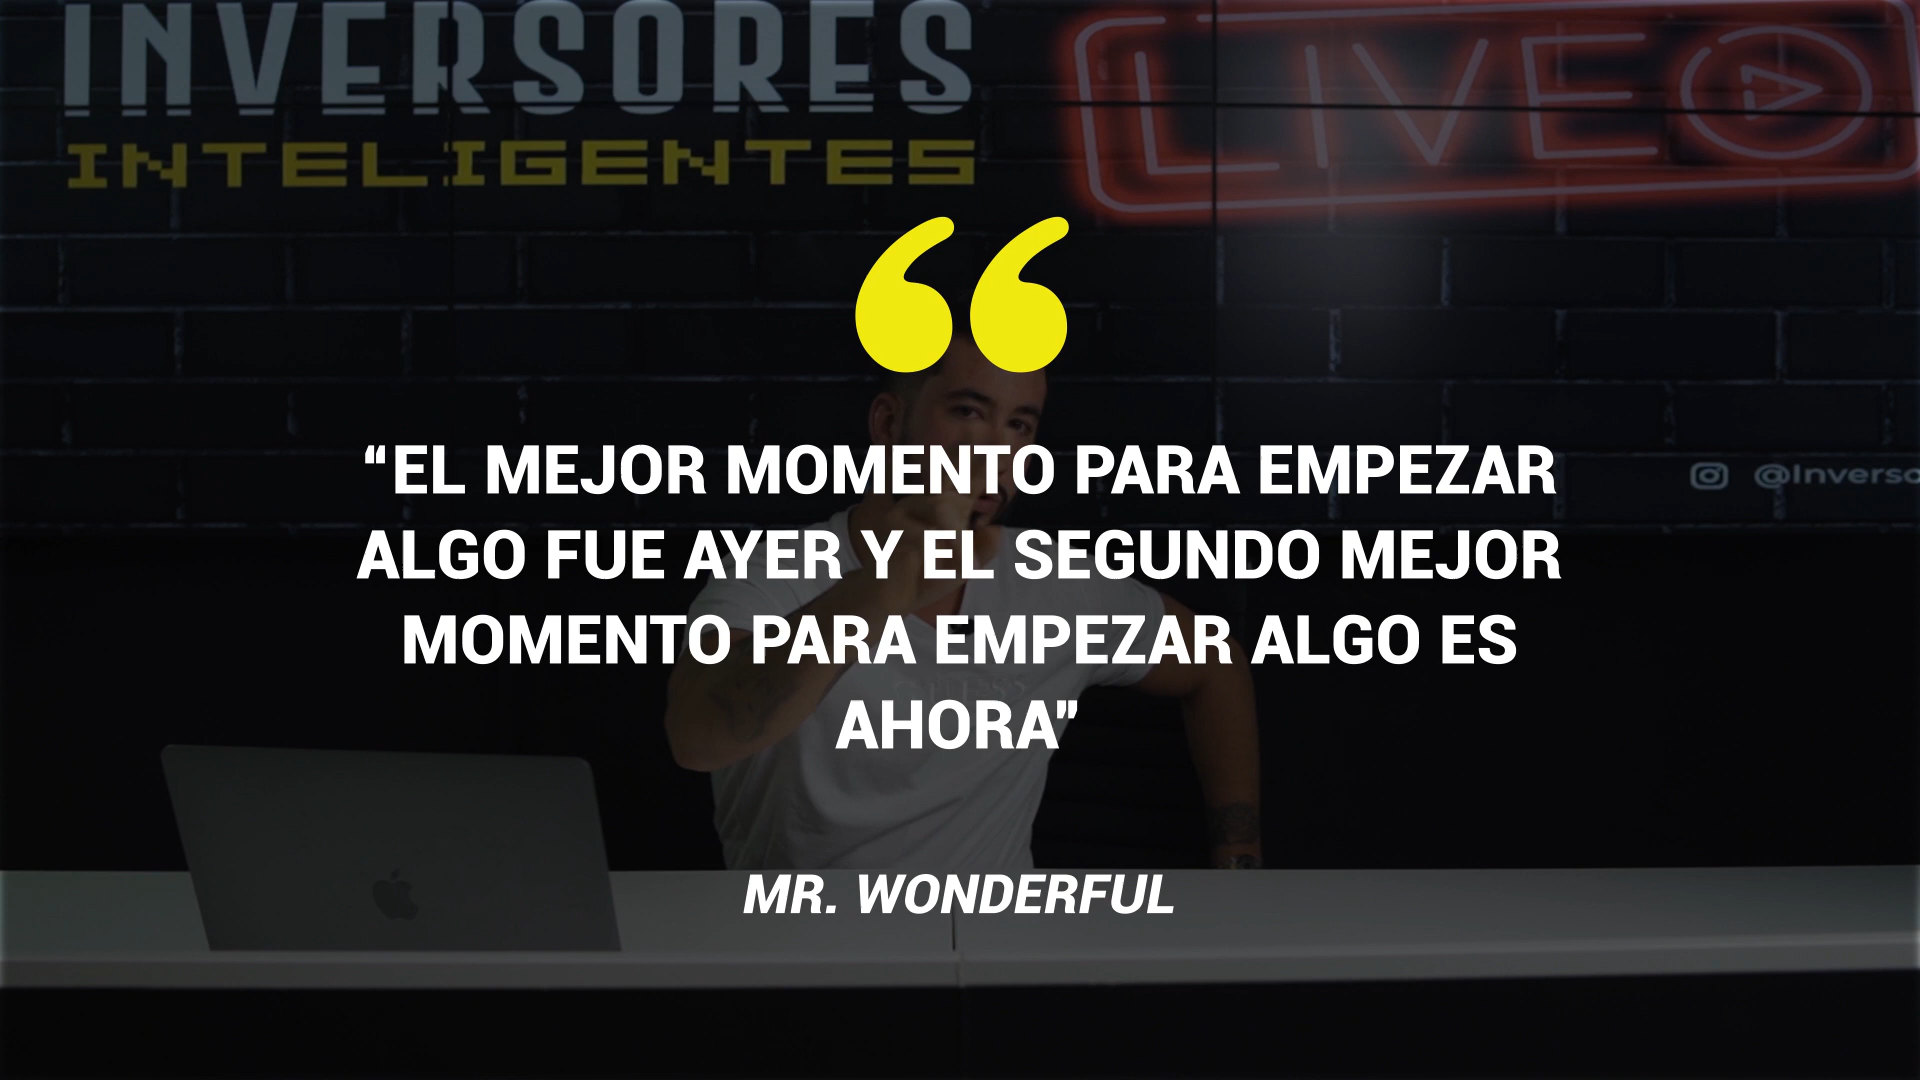 INVERSORES
INTELIGENTES
LIVE
“EL MEJOR MOMENTO PARA EMPEZAR
ALGO FUE AYER Y EL SEGUNDO MEJOR
MOMENTO PARA EMPEZAR ALGO ES
AHORA”
MR. WONDERFUL